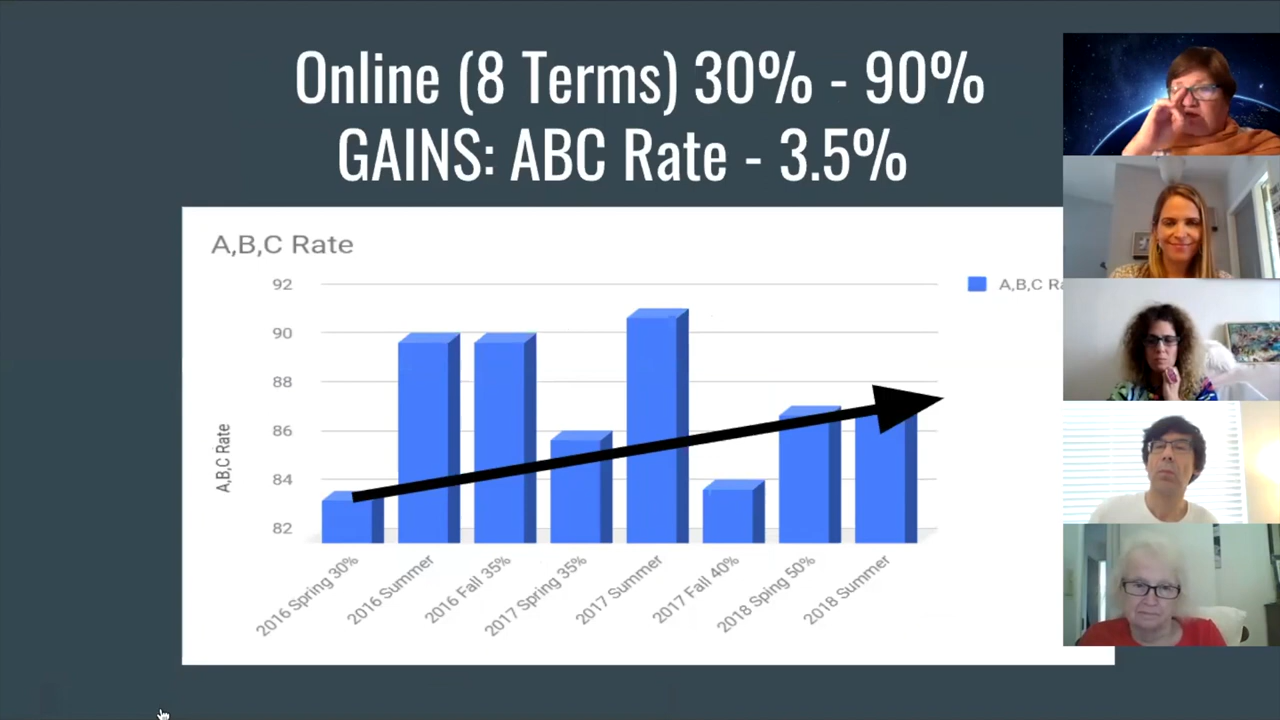 Online (8 Terms) 30% - 90%
GAINS: ABC Rate - 3.5%
A,B,C Rate
92
90
88
86
84
82
A,B,C Rate
A,B,C Ra
2016 Spring 30%
2016 Summer
2016 Fall 35%
2017 Spring 35%
2017 Summer
2017 Fall 40%
2018 Sping 50%
2018 Summer